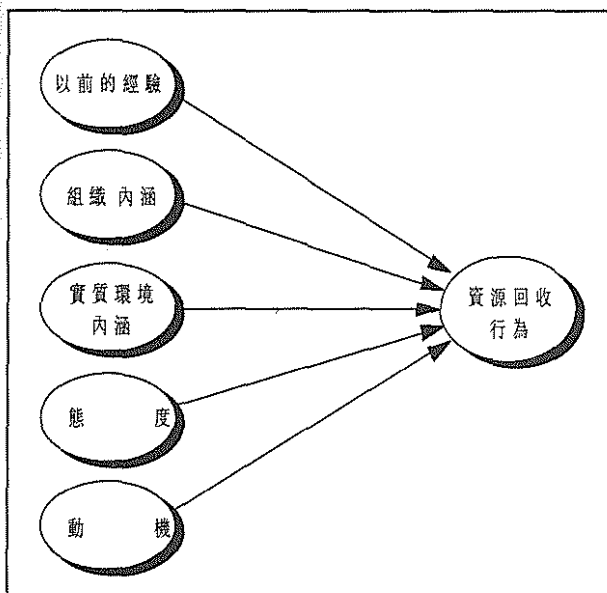 以前的經驗
組織內涵
實質環境
內涵
態度
動機
資源回收
行為